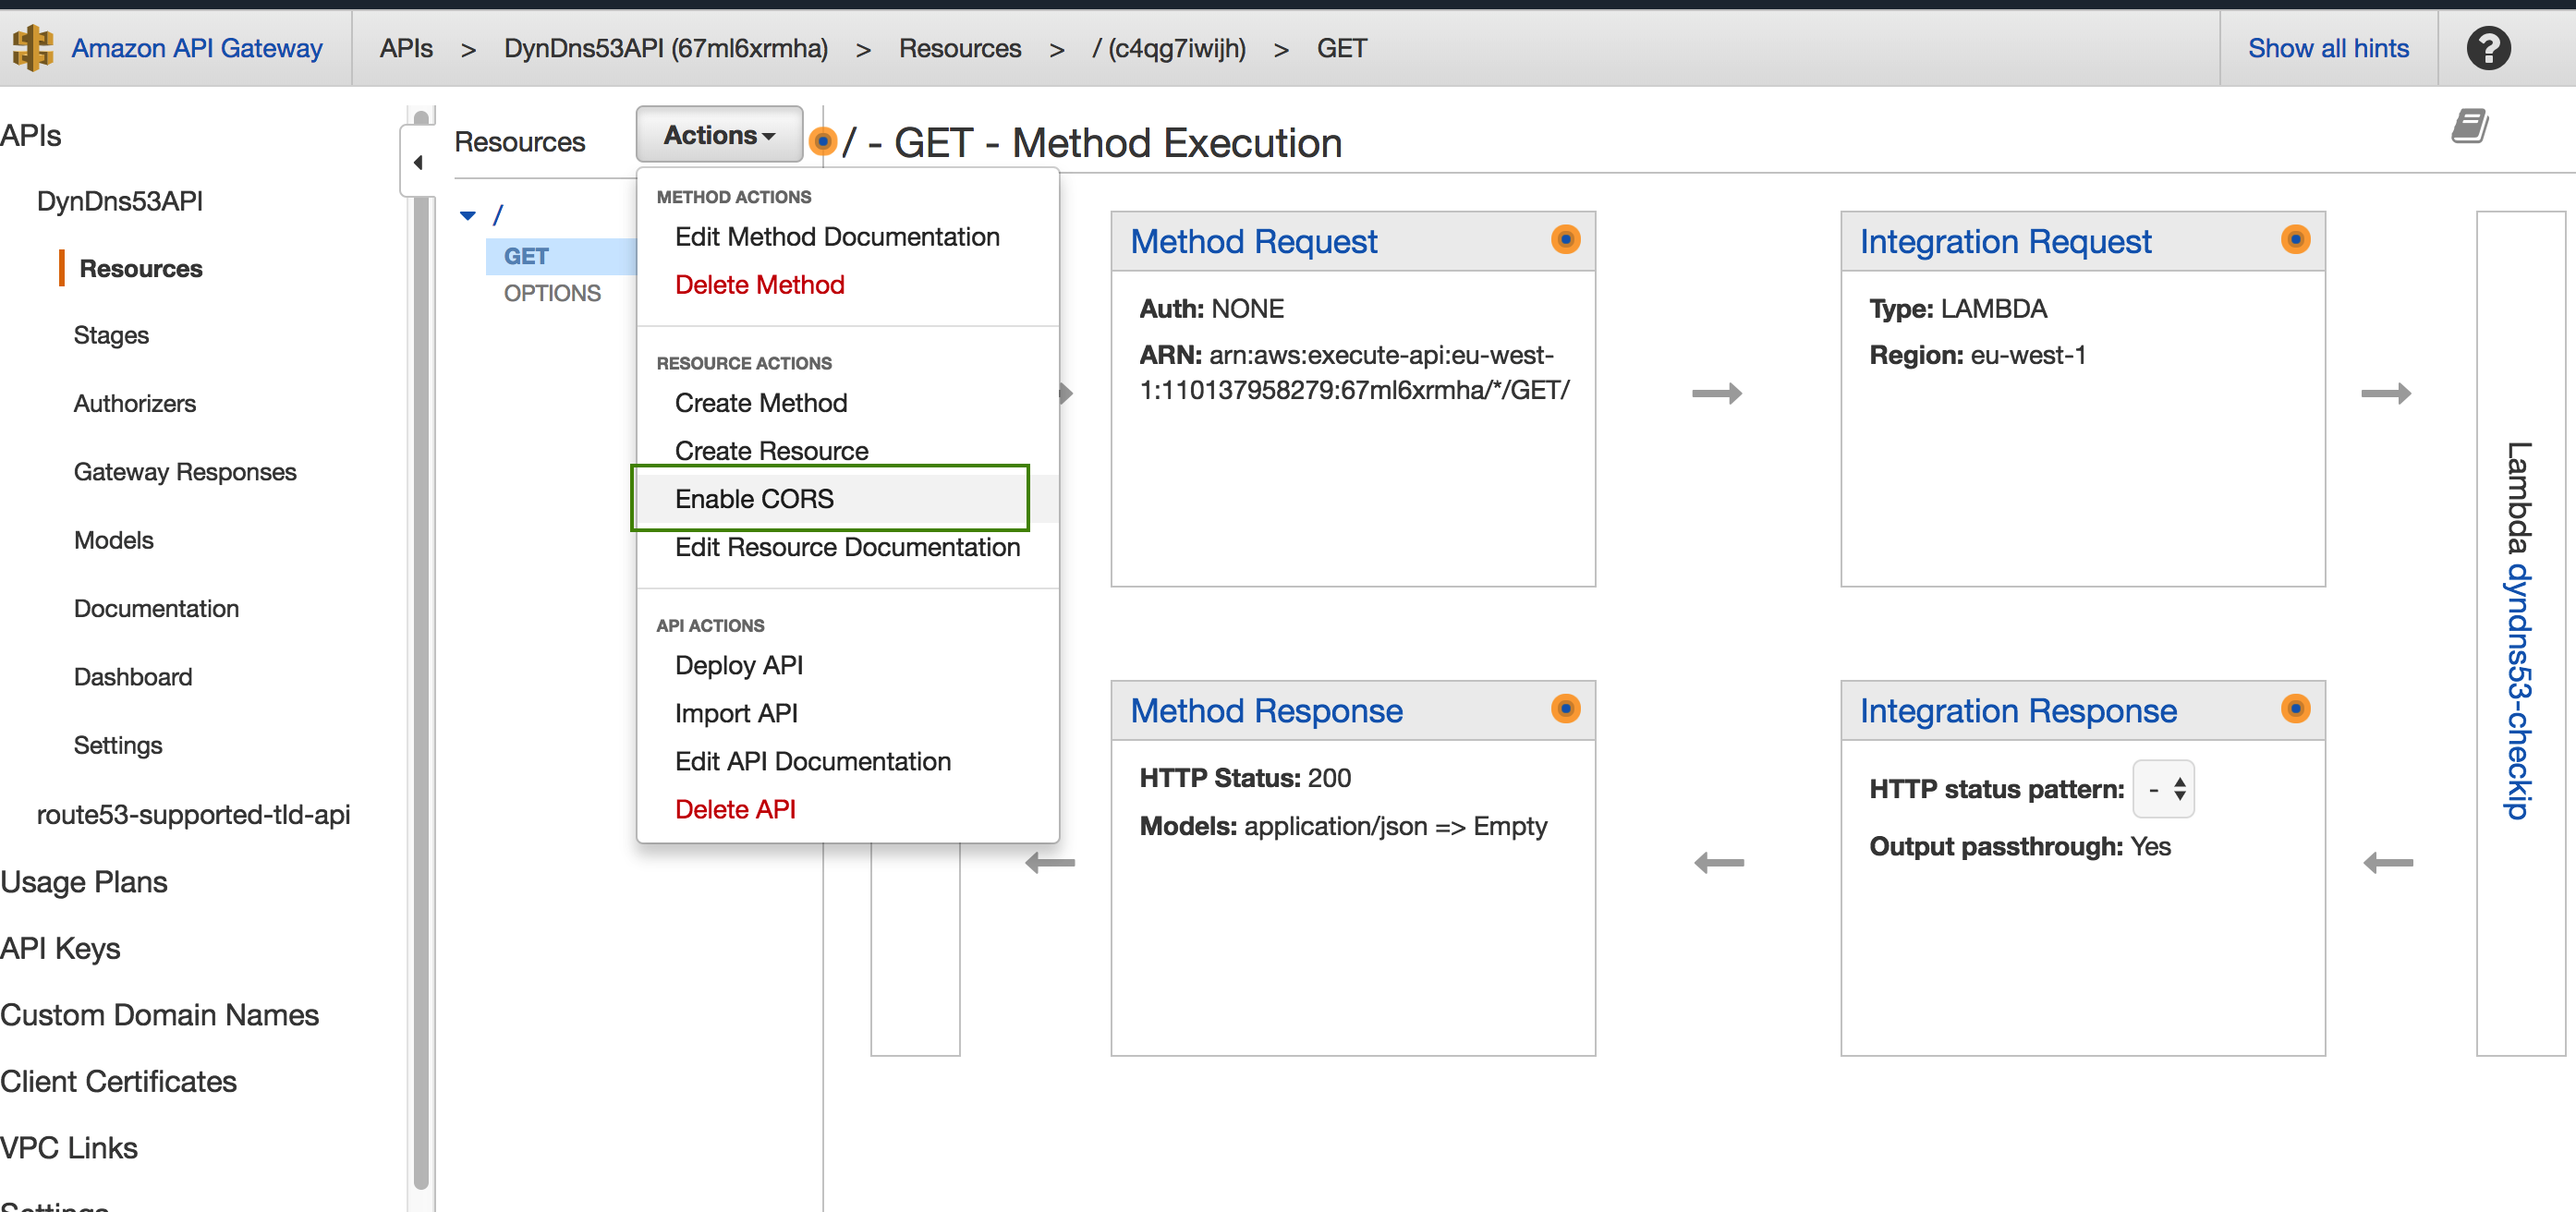 Amazon API Gateway
APIs > DynDns53API (67ml6xrmha) > Resources > / (c4qg7iwijh) > GET
Show all hints
?
APIs
DynDns53API
Resources
Stages
Authorizers
Gateway Responses
Models
Documentation
Dashboard
Settings
route53-supported-tld-api
Usage Plans
API Keys
Custom Domain Names
Client Certificates
VPC Links
Settings
Resources
Actions
/
GET
OPTIONS
METHOD ACTIONS
Edit Method Documentation
Delete Method
RESOURCE ACTIONS
Create Method
Create Resource
Enable CORS
Edit Resource Documentation
API ACTIONS
Deploy API
Import API
Edit API Documentation
Delete API
/ - GET - Method Execution
Method Request
Auth: NONE
ARN: arn:aws:execute-api:eu-west-
1:110137958279:67ml6xrmha/*/GET/
Integration Request
Type: LAMBDA
Region: eu-west-1
Lambda dyndns53-checkip
Method Response
HTTP Status: 200
Models: application/json => Empty
Integration Response
HTTP status pattern: -
Output passthrough: Yes